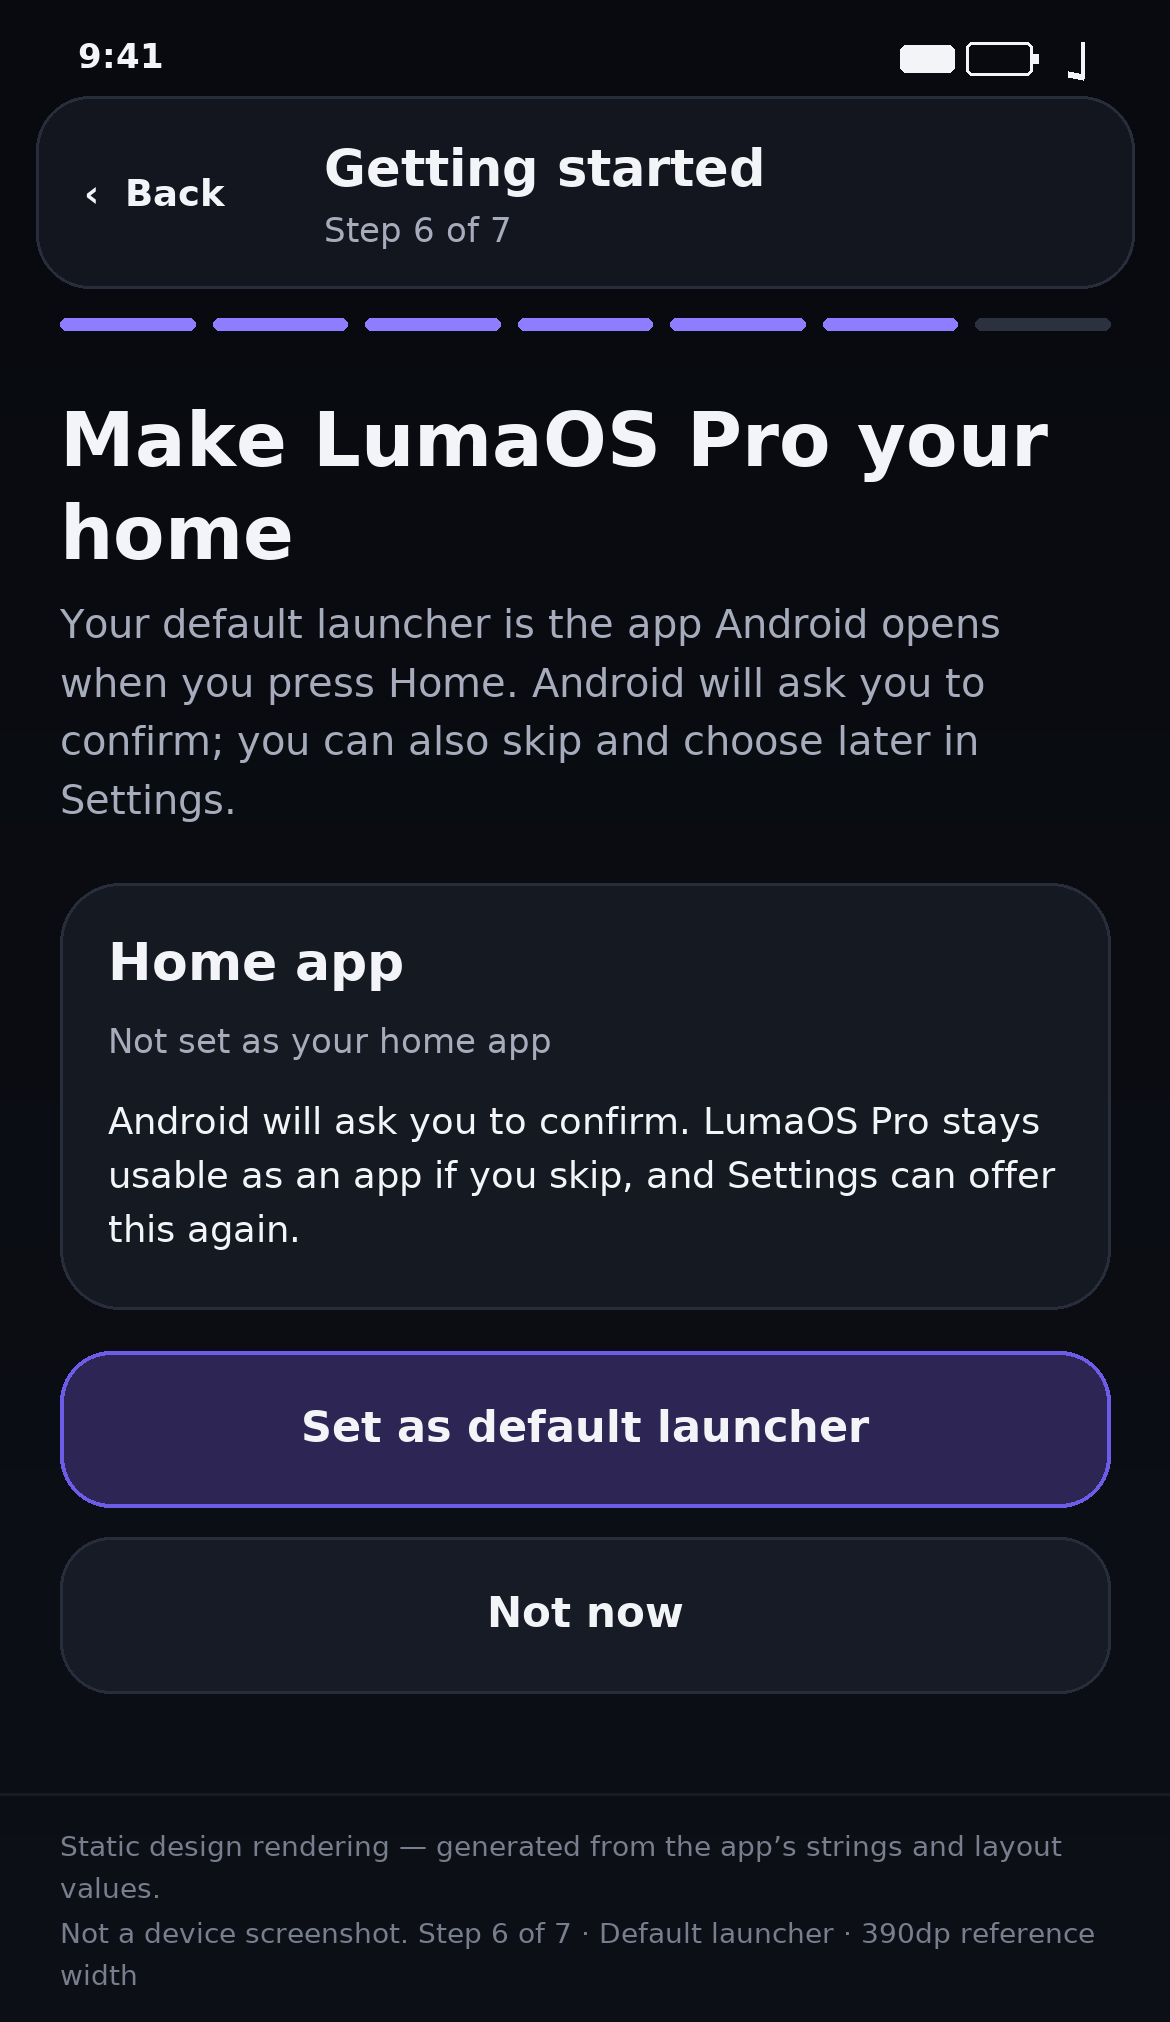 9:41
‹ Back
Getting started
Step 6 of 7
Make LumaOS Pro your
home
Your default launcher is the app Android opens
when you press Home. Android will ask you to
confirm; you can also skip and choose later in
Settings.
Home app
Not set as your home app
Android will ask you to confirm. LumaOS Pro stays
usable as an app if you skip, and Settings can offer
this again.
Set as default launcher
Not now
Static design rendering — generated from the app’s strings and layout
values.
Not a device screenshot. Step 6 of 7 · Default launcher · 390dp reference
width